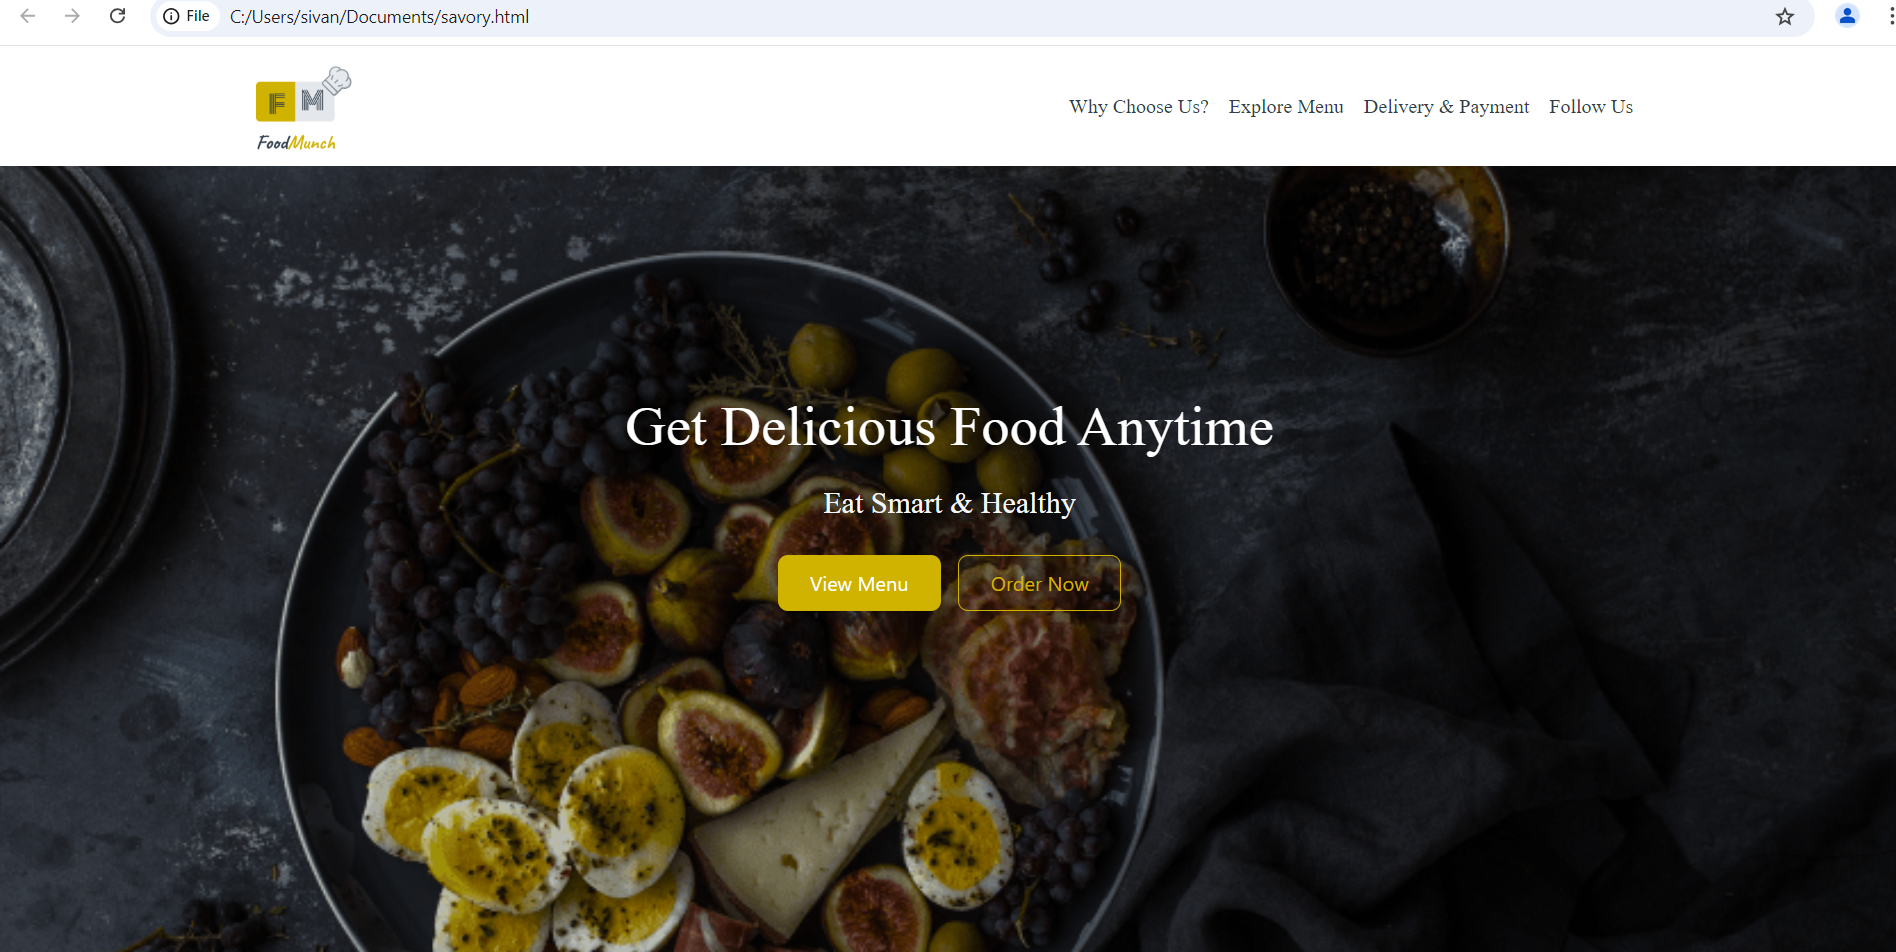 File C:/Users/sivan/Documents/savory.html
F M
FoodMunch
Why Choose Us? Explore Menu Delivery & Payment Follow Us
Get Delicious Food Anytime
Eat Smart & Healthy
View Menu Order Now